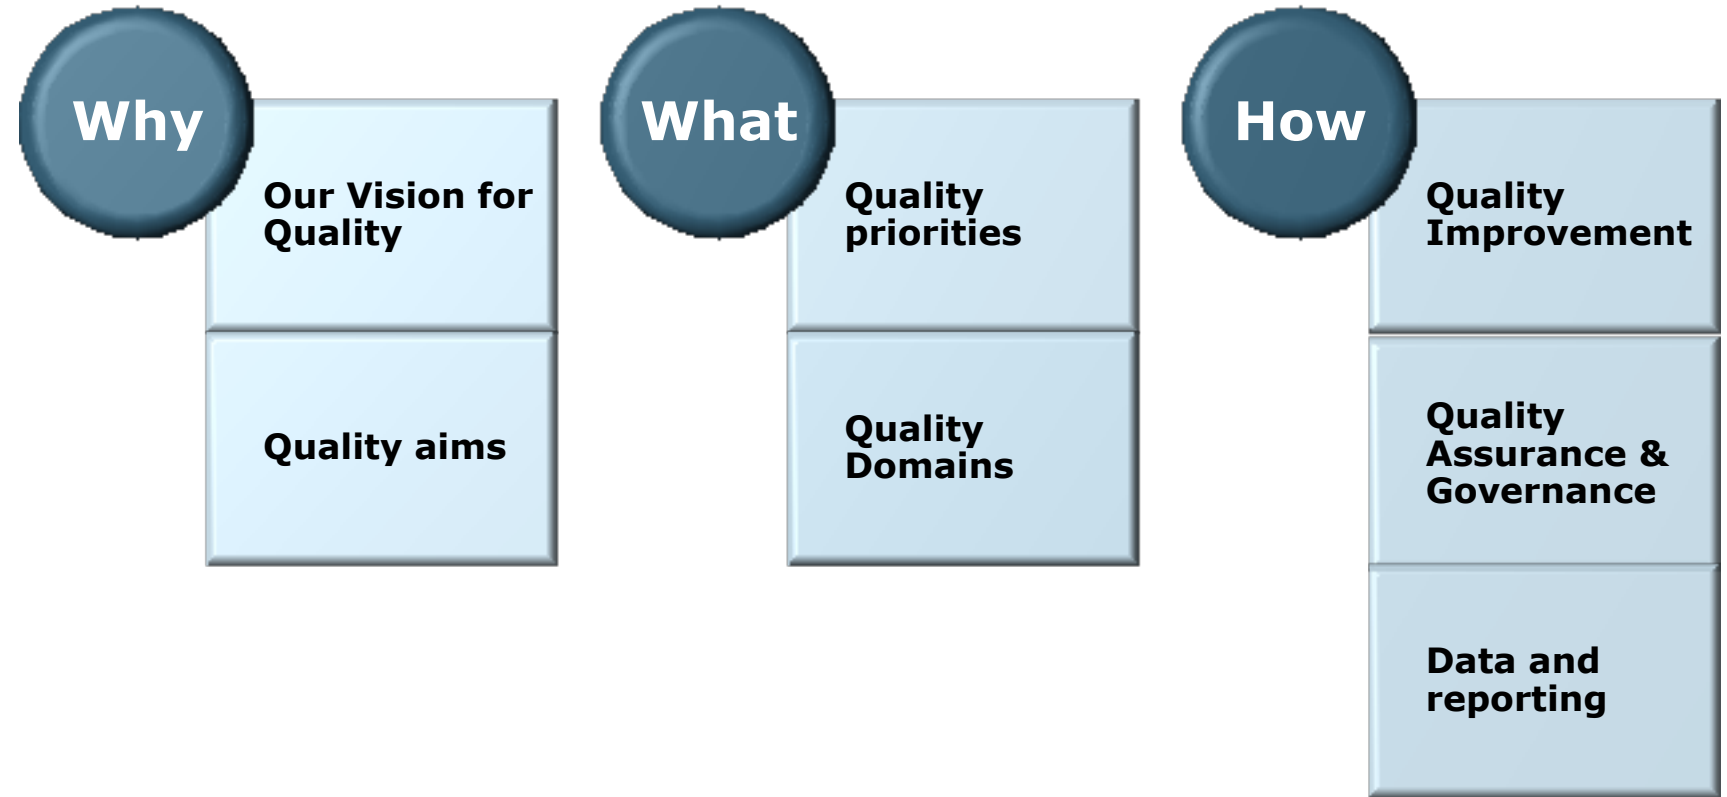 Why
Our Vision for
Quality
Quality aims
What
Quality
priorities
Quality
Domains
How
Quality
Improvement
Quality
Assurance &
Governance
Data and
reporting